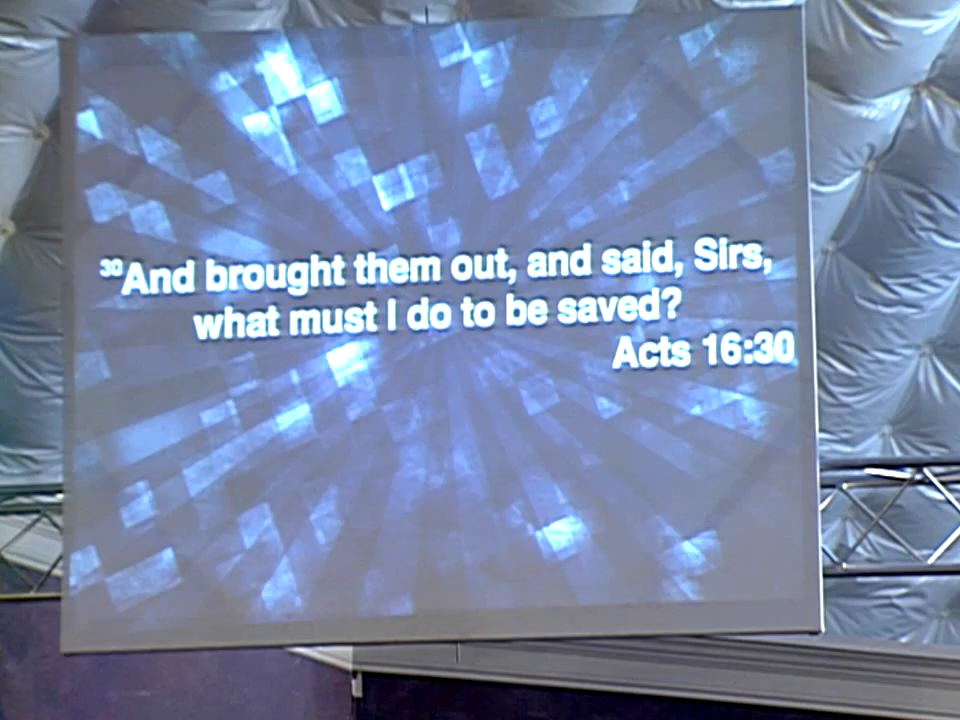 ³⁰And brought them out, and said, Sirs,
what must I do to be saved?
Acts 16:30